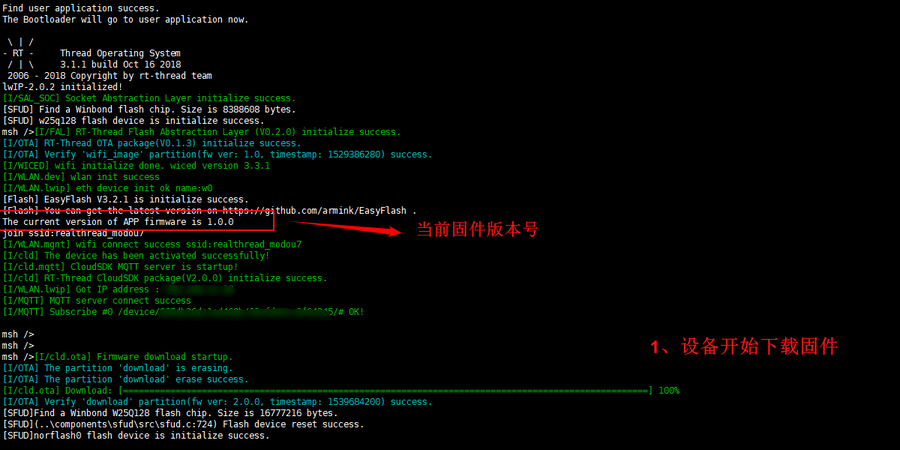 Find user application success.
The Bootloader will go to user application now.
\ | /
- RT -     Thread Operating System
/ | \     3.1.1 build Oct 16 2018
2006 - 2018 Copyright by rt-thread team
lwIP-2.0.2 initialized!
[I/SAL_SOC] Socket Abstraction Layer initialize success.
[SFUD] Find a Winbond flash chip. Size is 8388608 bytes.
[SFUD] w25q128 flash device is initialize success.
msh />[I/FAL] RT-Thread Flash Abstraction Layer (V0.2.0) initialize success.
[I/OTA] RT-Thread OTA package(V0.1.3) initialize success.
[I/OTA] Verify 'wifi_image' partition(fw ver: 1.0, timestamp: 1529386280) success.
[I/WICED] wifi initialize done. wiced version 3.3.1
[I/WLAN.dev] wlan init success
[I/WLAN.lwip] eth device init ok name:w0
[Flash] EasyFlash V3.2.1 is initialize success.
[Flash] You can get the latest version on https://github.com/armink/EasyFlash .
The current version of APP firmware is 1.0.0
当前固件版本号
join ssid:realthread_modou7
[I/WLAN.mgnt] wifi connect success ssid:realthread_modou7
[I/cld] The device has been activated successfully!
[I/cld.mqtt] CloudSDK MQTT server is startup!
[I/cld] RT-Thread CloudSDK package(V2.0.0) initialize success.
[I/WLAN.lwip] Got IP address :
[I/MQTT] MQTT server connect success
[I/MQTT] Subscribe #0 /device/ /# OK!
msh />
msh />
1、设备开始下载固件
msh />[I/cld.ota] Firmware download startup.
[I/OTA] The partition 'download' is erasing.
[I/OTA] The partition 'download' erase success.
[I/cld.ota] Download: [====================================================================================================] 100%
[I/OTA] Verify 'download' partition(fw ver: 2.0.0, timestamp: 1539684200) success.
[SFUD]Find a Winbond W25Q128 flash chip. Size is 16777216 bytes.
[SFUD](..\components\sfud\src\sfud.c:724) Flash device reset success.
[SFUD]norflash0 flash device is initialize success.